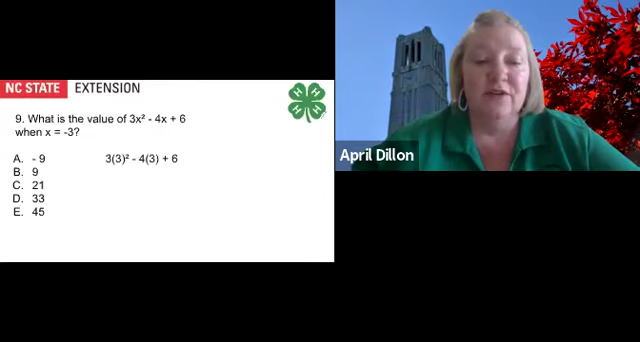 NC STATE EXTENSION
H H H H
9. What is the value of 3x² - 4x + 6
when x = -3?
A. - 9 3(3)² - 4(3) + 6
B. 9
C. 21
D. 33
E. 45
April Dillon